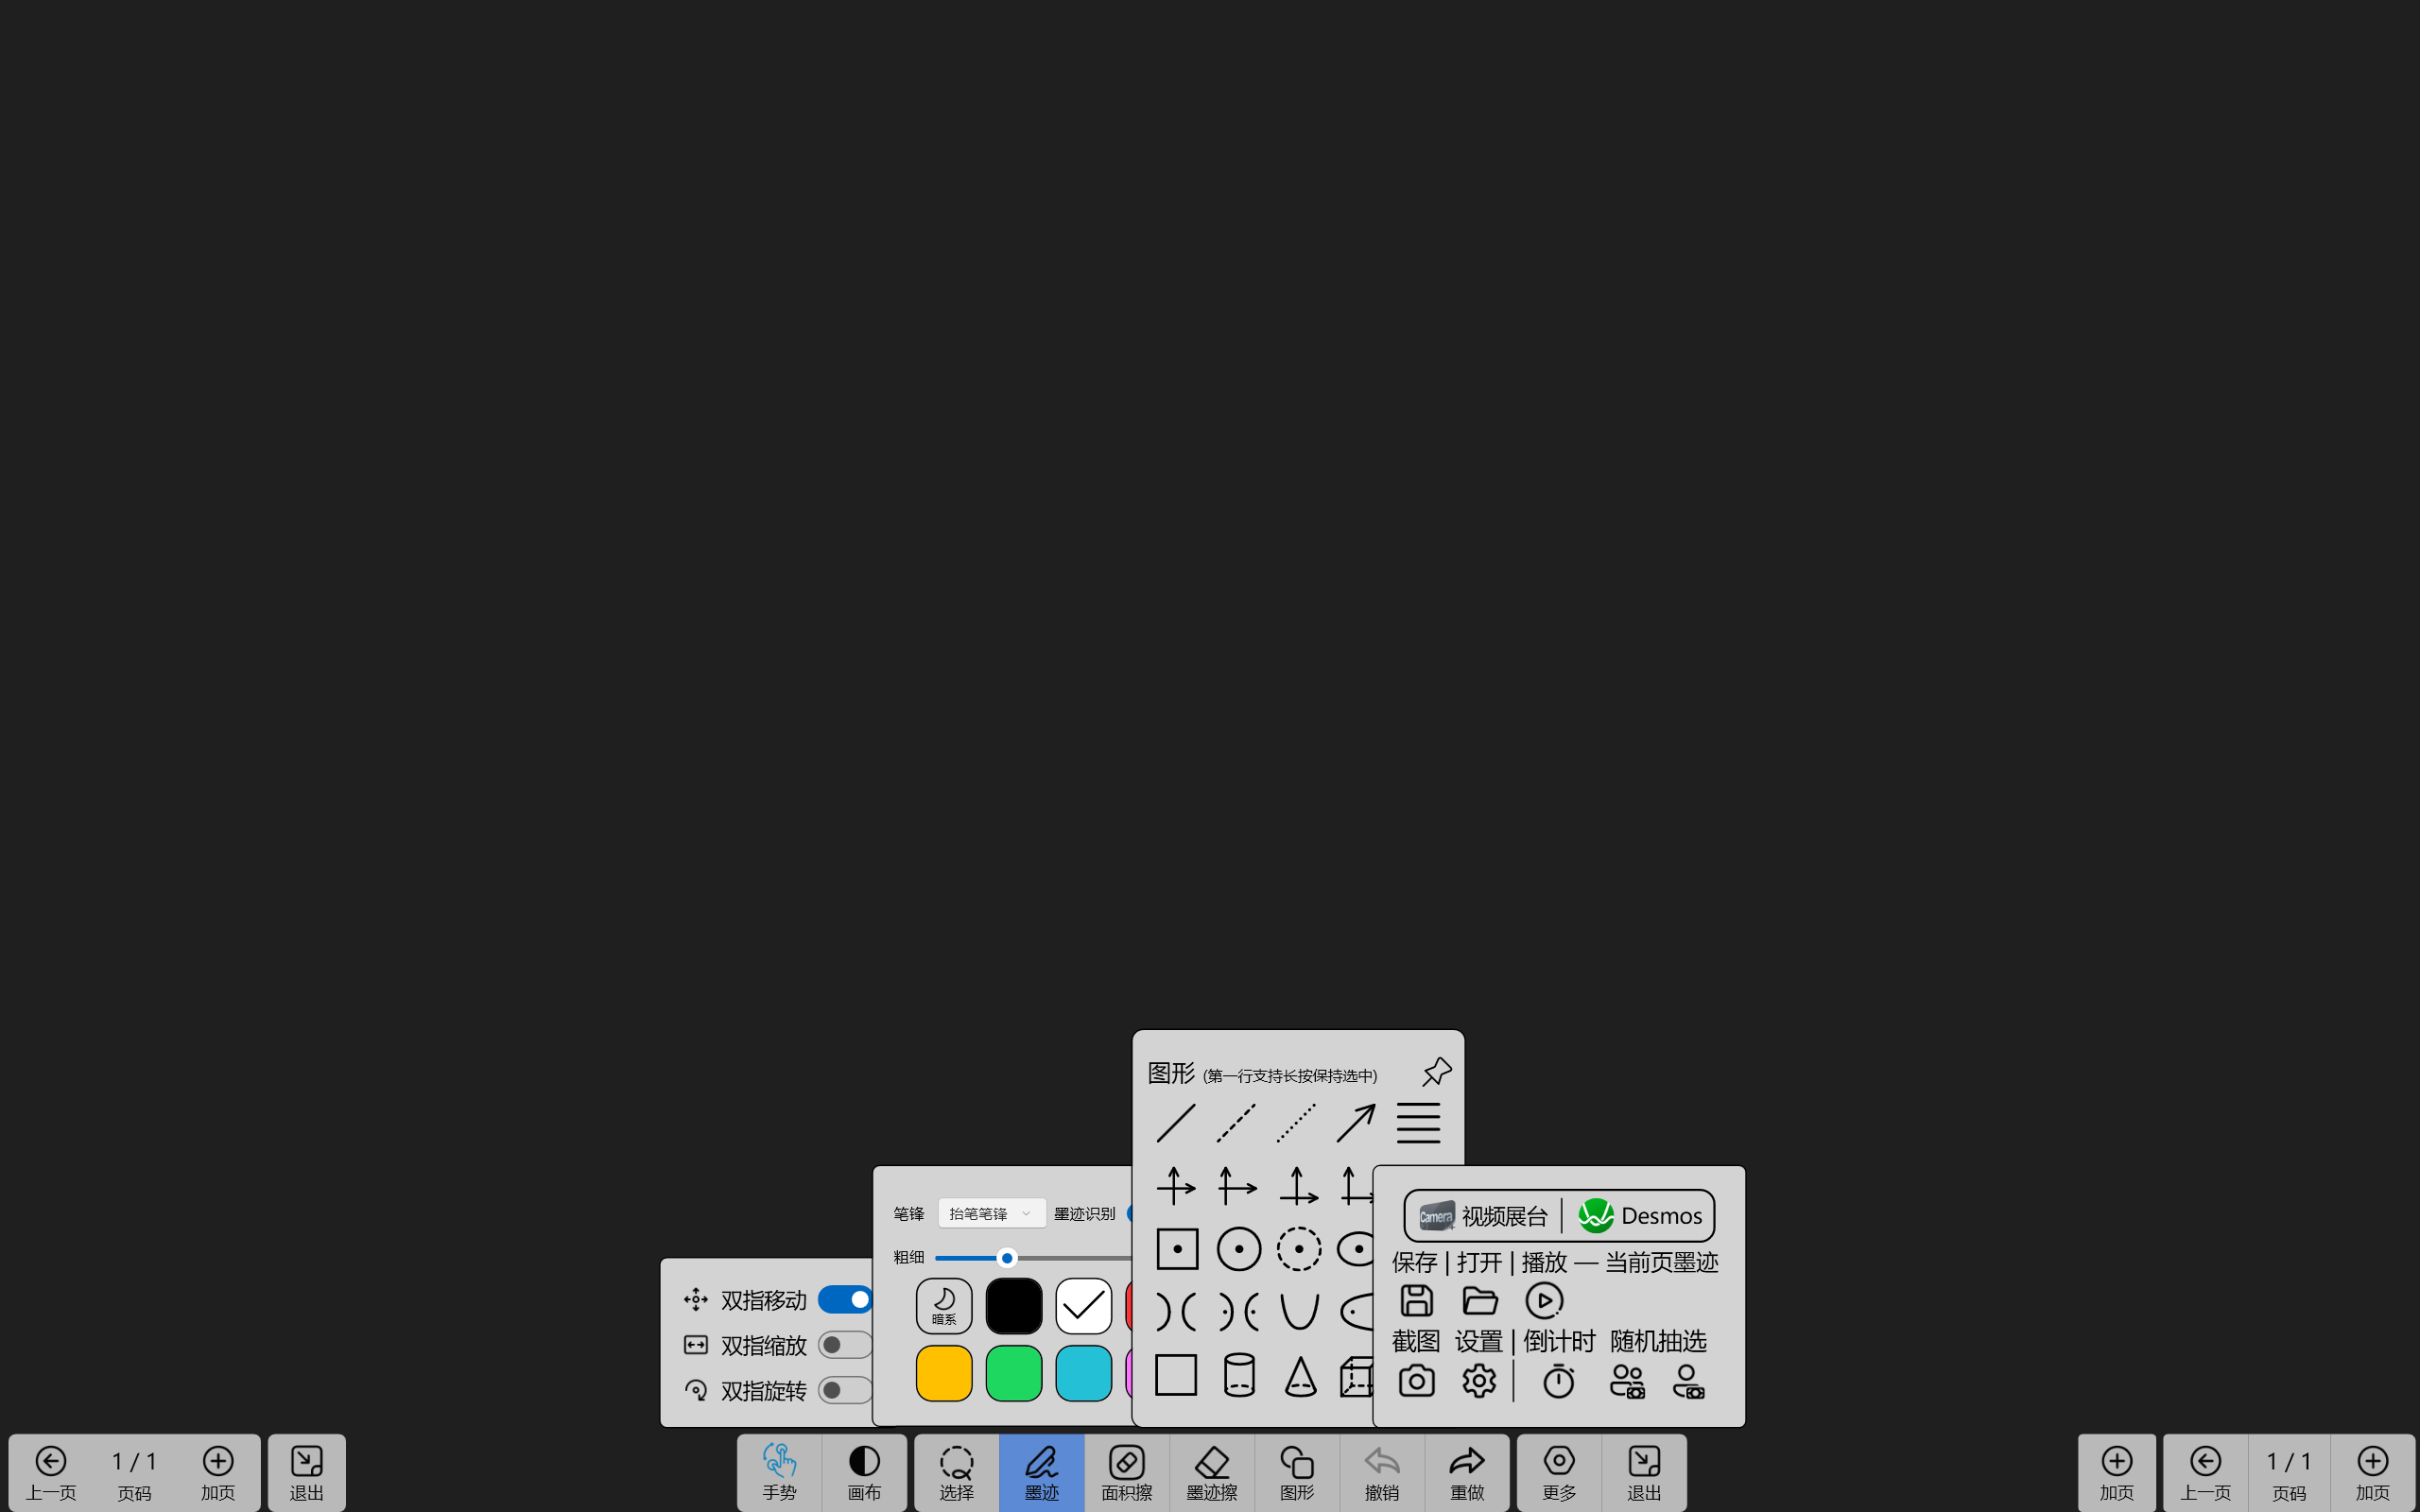 图形 (第一行支持长按保持选中)
笔锋 抬笔笔锋 墨迹识别
粗细
暗系
双指移动
双指缩放
双指旋转
Camera 视频展台 | Desmos
保存 | 打开 | 播放 — 当前页墨迹
截图 设置 | 倒计时 随机抽选
上一页 1 / 1 页码 加页 退出
手势 画布 选择 墨迹 面积擦 墨迹擦 图形 撤销 重做 更多 退出
加页 上一页 1 / 1 页码 加页